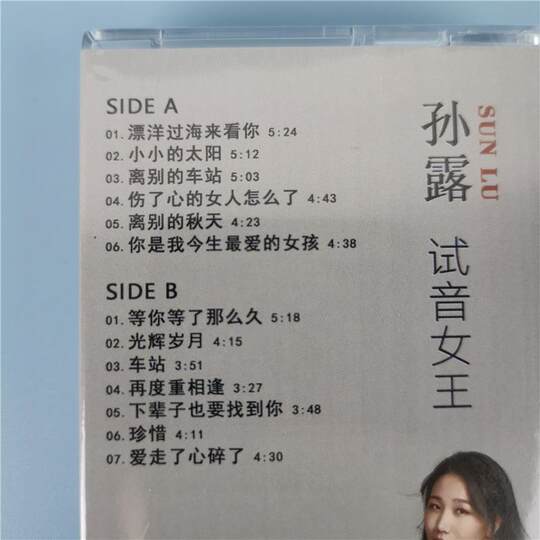 SIDE A
01. 漂洋过海来看你 5:24
02. 小小的太阳 5:12
03. 离别的车站 5:03
04. 伤了心的女人怎么了 4:43
05. 离别的秋天 4:23
06. 你是我今生最爱的女孩 4:38
SIDE B
01. 等你等了那么久 5:18
02. 光辉岁月 4:15
03. 车站 3:51
04. 再度重相逢 3:27
05. 下辈子也要找到你 3:48
06. 珍惜 4:11
07. 爱走了心碎了 4:30
孙露
SUN LU
试音女王